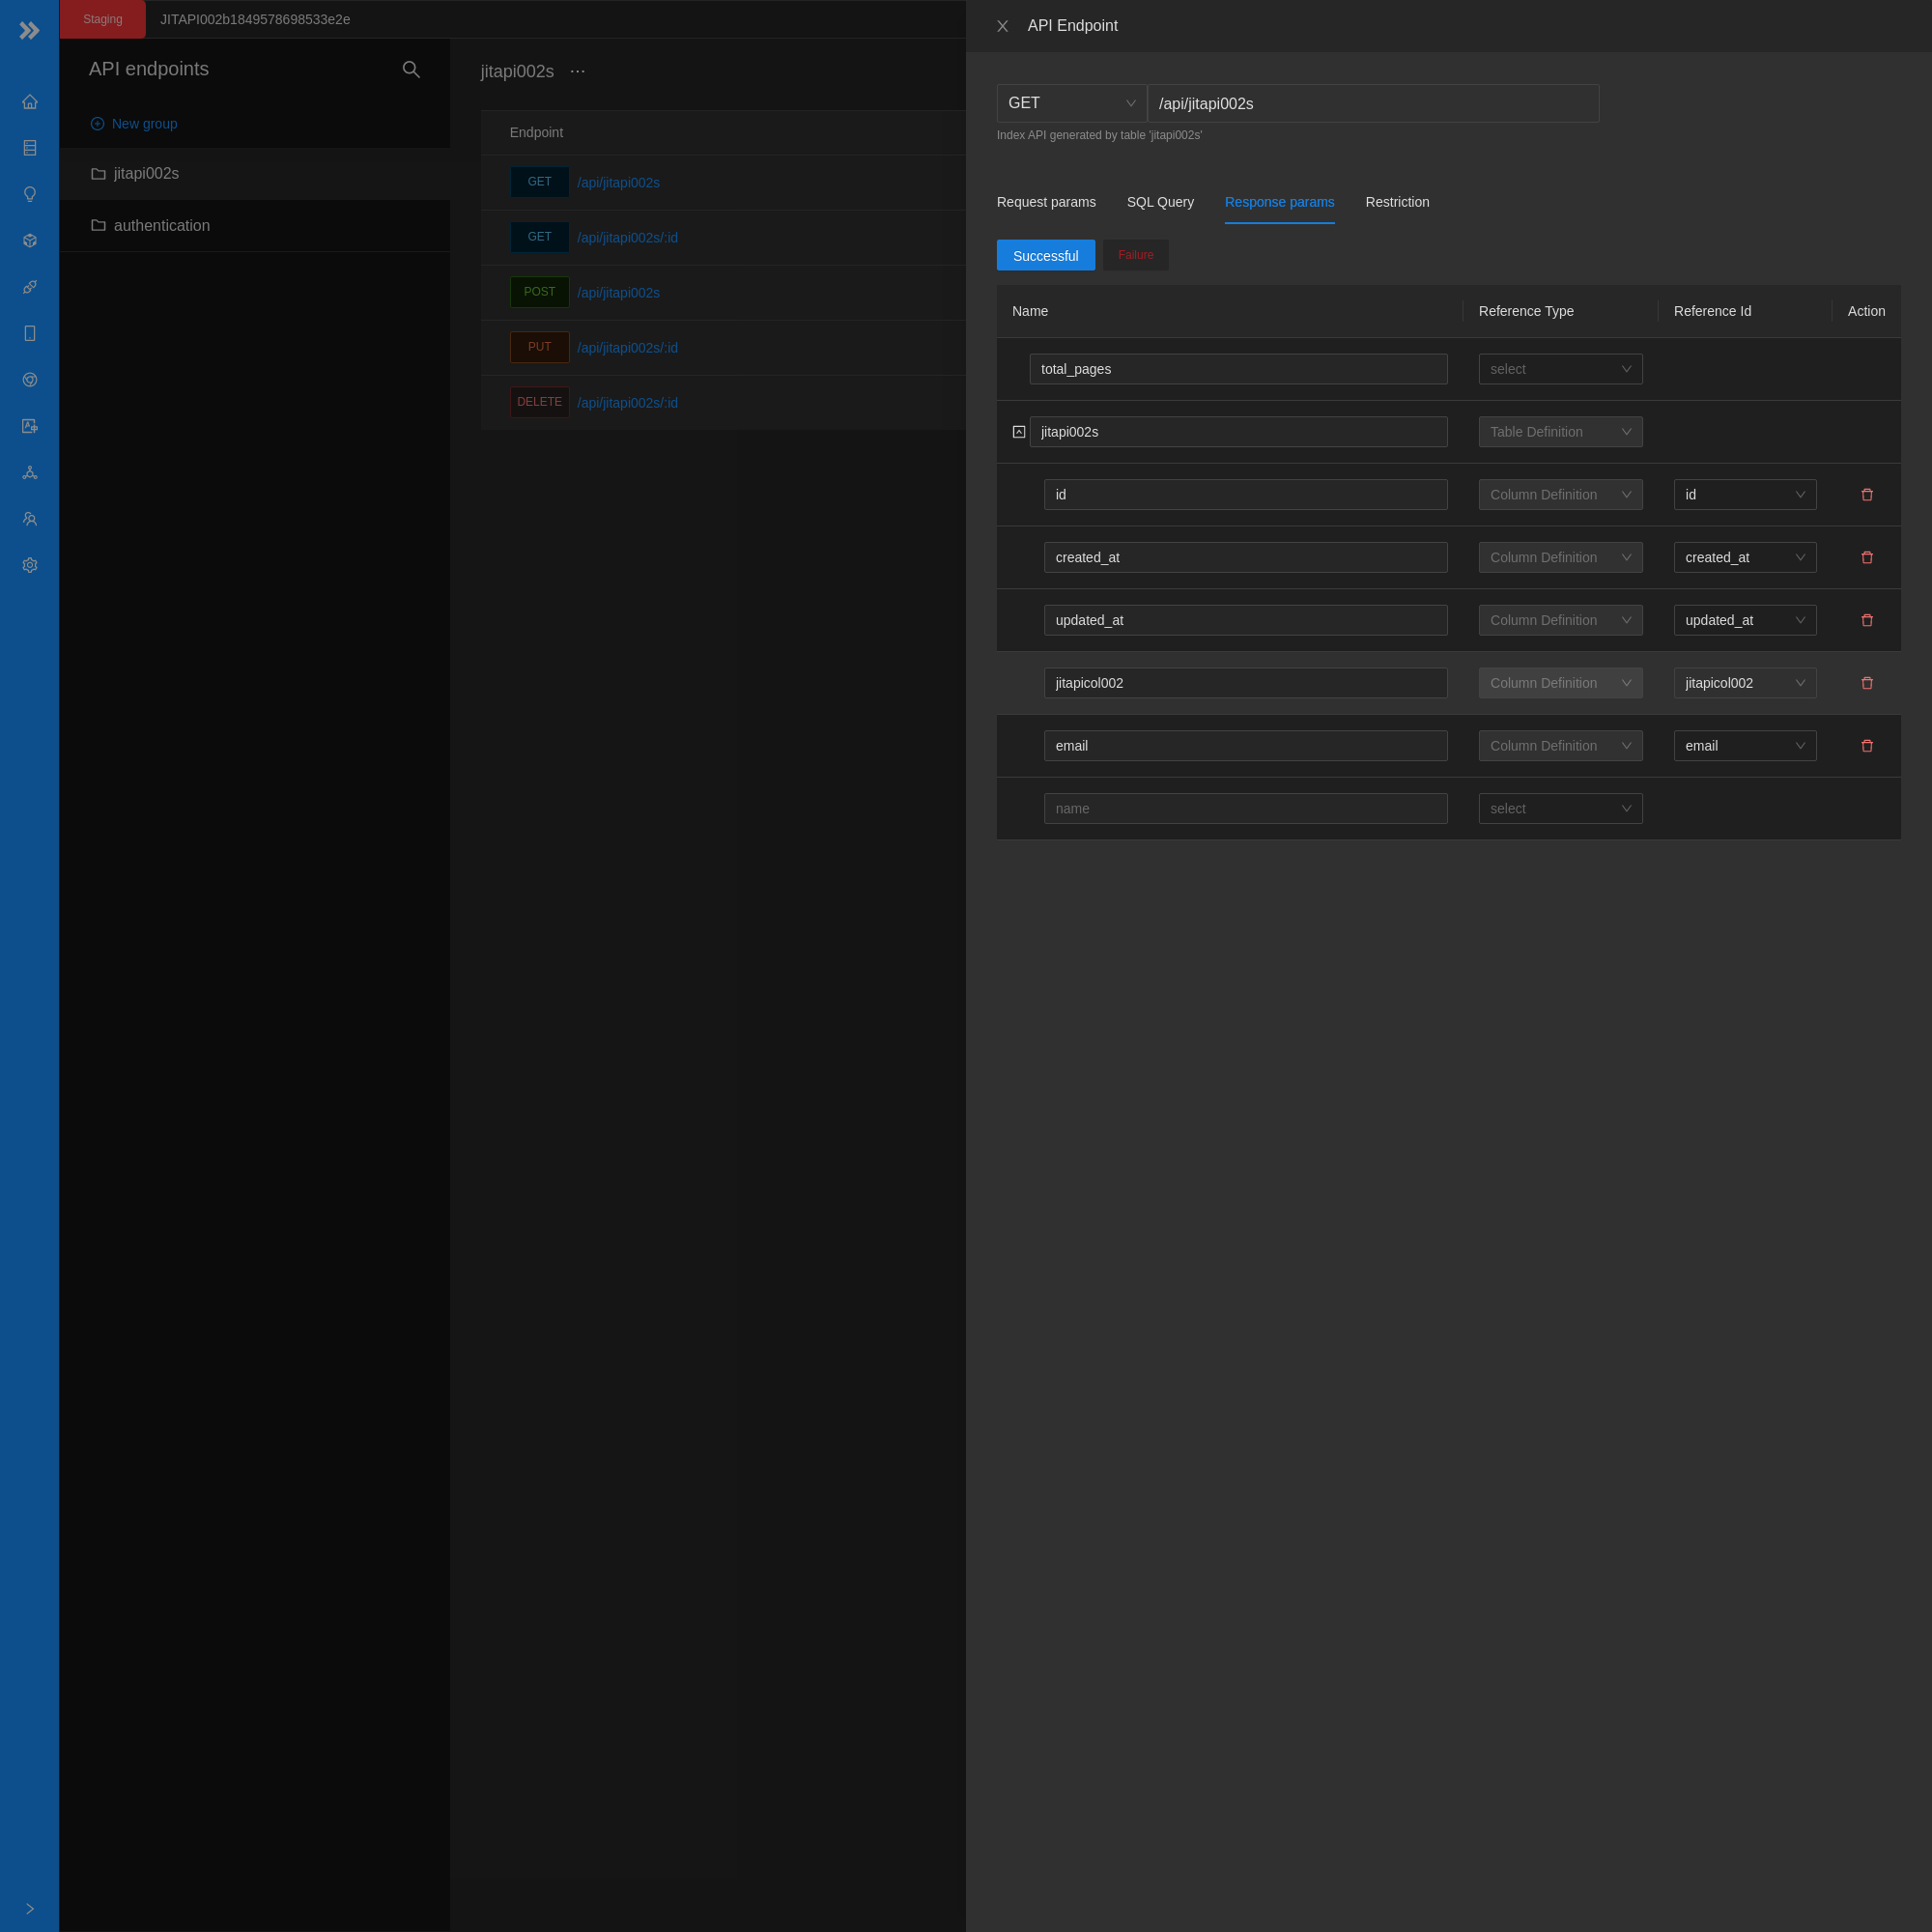 Staging
JITAPI002b1849578698533e2e
API endpoints
New group
jitapi002s
authentication
jitapi002s
Endpoint
GET /api/jitapi002s
GET /api/jitapi002s/:id
POST /api/jitapi002s
PUT /api/jitapi002s/:id
DELETE /api/jitapi002s/:id
API Endpoint
GET /api/jitapi002s
Index API generated by table 'jitapi002s'
Request params SQL Query Response params Restriction
Successful Failure
Name Reference Type Reference Id Action
total_pages select
jitapi002s Table Definition
id Column Definition id
created_at Column Definition created_at
updated_at Column Definition updated_at
jitapicol002 Column Definition jitapicol002
email Column Definition email
name select